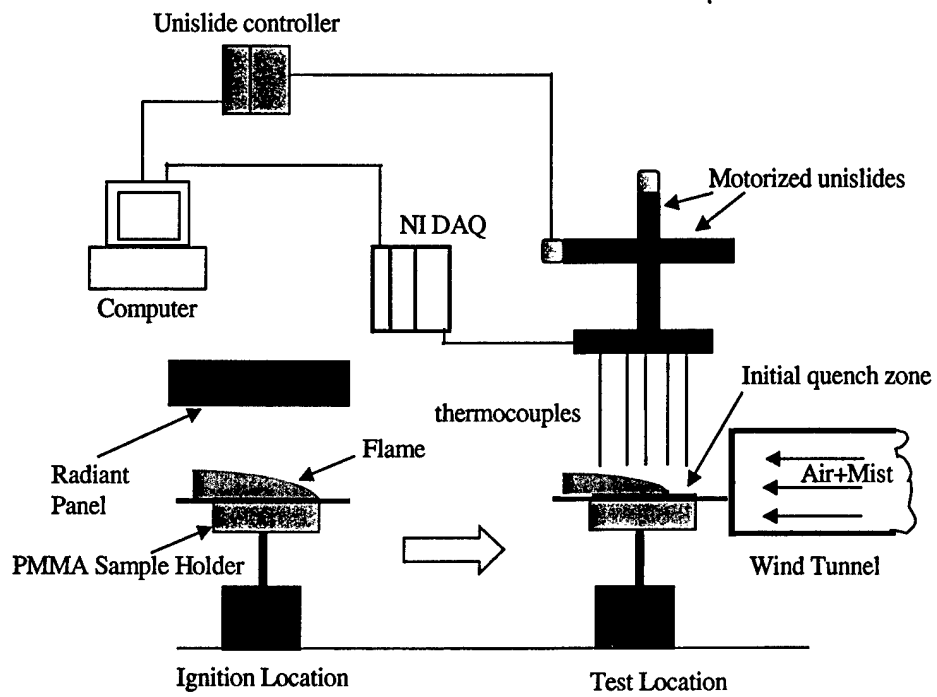 Unislide controller
Motorized unislides
NI DAQ
Computer
Initial quench zone
thermocouples
Flame
Radiant
Panel
Air+Mist
PMMA Sample Holder
Wind Tunnel
Ignition Location
Test Location